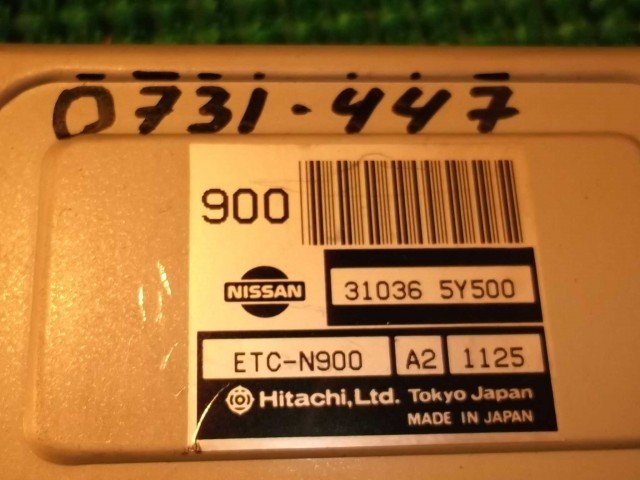 0731-447
900
NISSAN
31036 5Y500
ETC-N900 A2 1125
Hitachi, Ltd. Tokyo Japan
MADE IN JAPAN